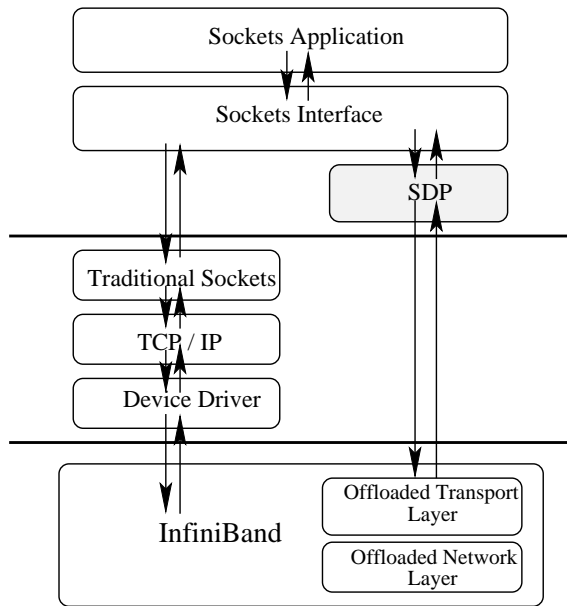 Sockets Application
Sockets Interface
SDP
Traditional Sockets
TCP / IP
Device Driver
InfiniBand
Offloaded Transport
Layer
Offloaded Network
Layer